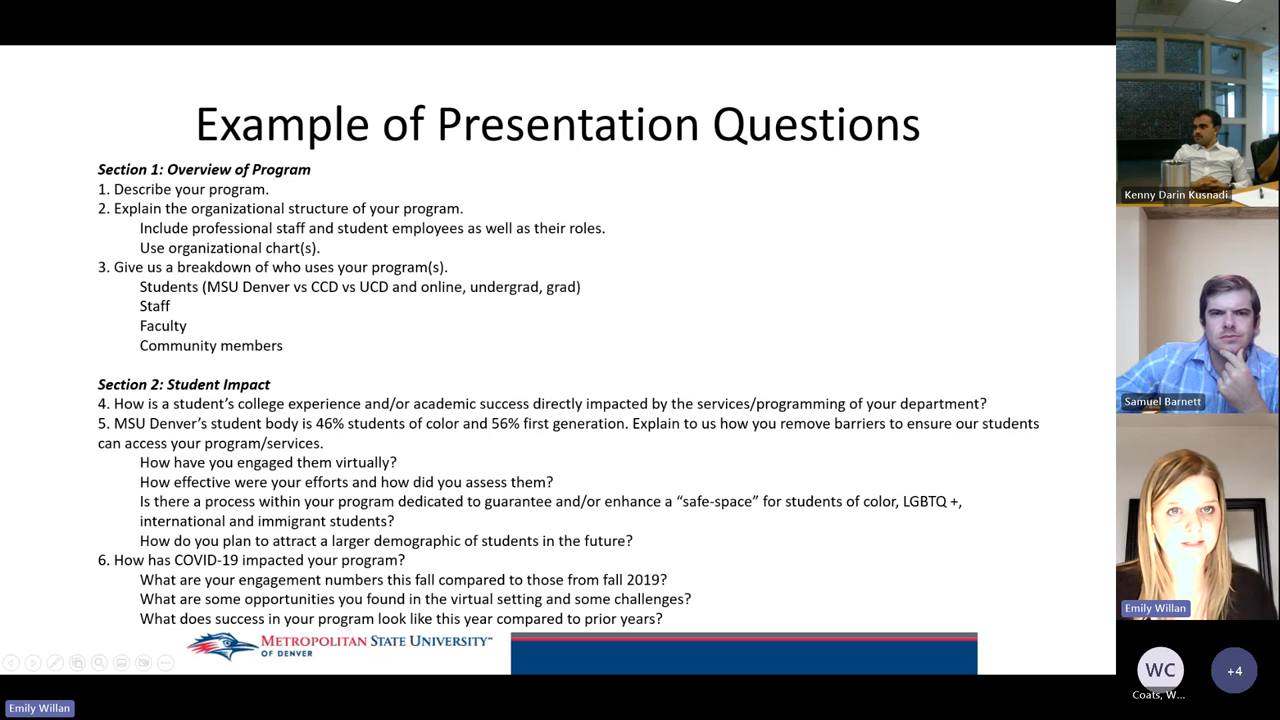 Example of Presentation Questions
Section 1: Overview of Program
1. Describe your program.
2. Explain the organizational structure of your program.
Include professional staff and student employees as well as their roles.
Use organizational chart(s).
3. Give us a breakdown of who uses your program(s).
Students (MSU Denver vs CCD vs UCD and online, undergrad, grad)
Staff
Faculty
Community members
Section 2: Student Impact
4. How is a student’s college experience and/or academic success directly impacted by the services/programming of your department?
5. MSU Denver’s student body is 46% students of color and 56% first generation. Explain to us how you remove barriers to ensure our students
can access your program/services.
How have you engaged them virtually?
How effective were your efforts and how did you assess them?
Is there a process within your program dedicated to guarantee and/or enhance a “safe-space” for students of color, LGBTQ +,
international and immigrant students?
How do you plan to attract a larger demographic of students in the future?
6. How has COVID-19 impacted your program?
What are your engagement numbers this fall compared to those from fall 2019?
What are some opportunities you found in the virtual setting and some challenges?
What does success in your program look like this year compared to prior years?
METROPOLITAN STATE UNIVERSITY™
OF DENVER
Emily Willan
Kenny Darin Kusnadi
Samuel Barnett
Emily Willan
WC
Coats, W...
+4